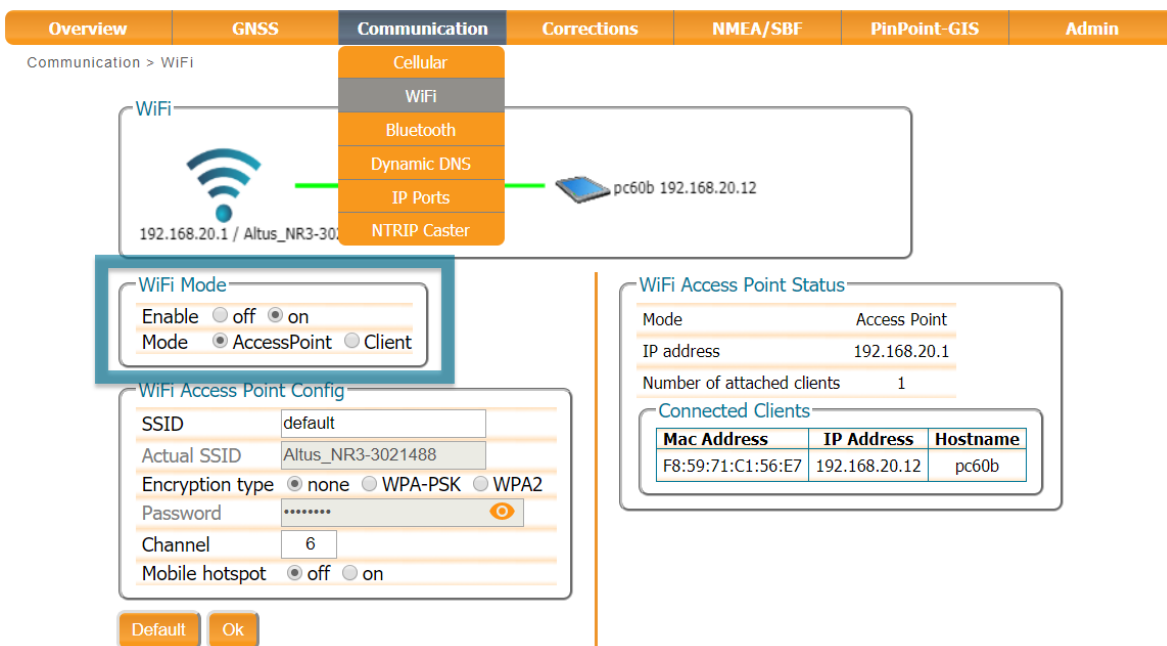 Overview GNSS Communication Corrections NMEA/SBF PinPoint-GIS Admin
Communication > WiFi
Cellular
WiFi
Bluetooth
Dynamic DNS
IP Ports
NTRIP Caster
WiFi
192.168.20.1 / Altus_NR3-30
pc60b 192.168.20.12
WiFi Mode
Enable off on
Mode AccessPoint Client
WiFi Access Point Config
SSID default
Actual SSID Altus_NR3-3021488
Encryption type none WPA-PSK WPA2
Password ••••••••
Channel 6
Mobile hotspot off on
Default Ok
WiFi Access Point Status
Mode Access Point
IP address 192.168.20.1
Number of attached clients 1
Connected Clients
Mac Address IP Address Hostname
F8:59:71:C1:56:E7 192.168.20.12 pc60b